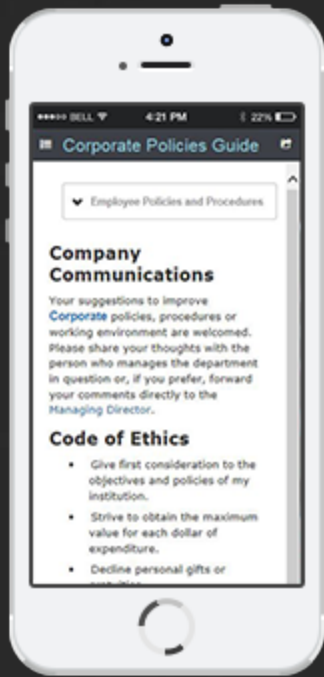 BELL 4:21 PM 22%
Corporate Policies Guide
Employee Policies and Procedures
Company
Communications
Your suggestions to improve
Corporate policies, procedures or
working environment are welcomed.
Please share your thoughts with the
person who manages the department
in question or, if you prefer, forward
your comments directly to the
Managing Director.
Code of Ethics
• Give first consideration to the
objectives and policies of my
institution.
• Strive to obtain the maximum
value for each dollar of
expenditure.
• Decline personal gifts or